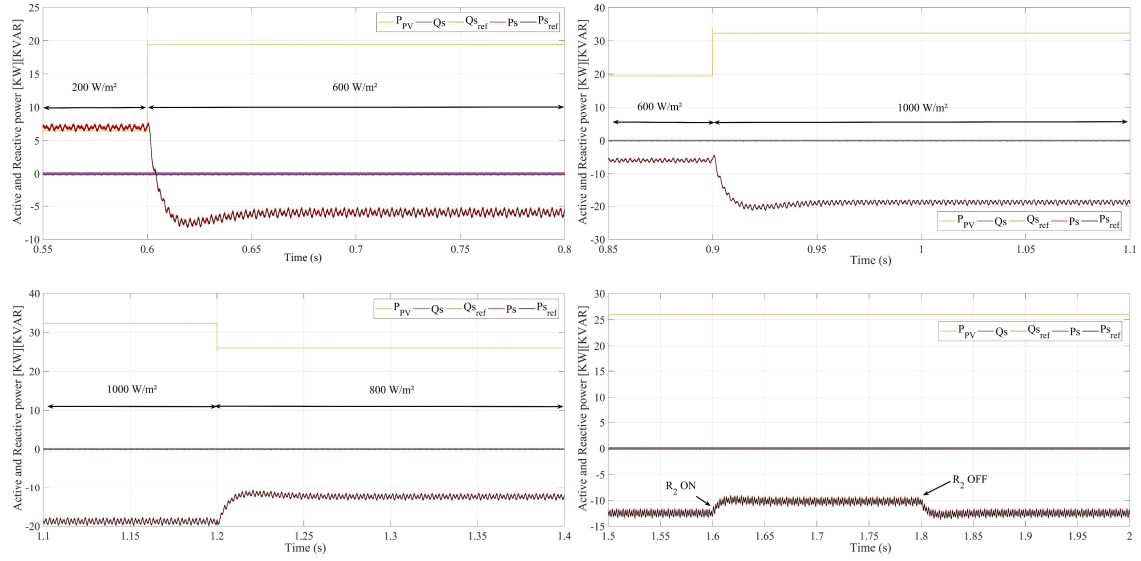 P_PV Qs Qs_ref Ps Ps_ref
Active and Reactive power [KW][KVAR]
25
20
15
10
5
0
-5
-10
200 W/m²
600 W/m²
0.55 0.6 0.65 0.7 0.75 0.8
Time (s)
Active and Reactive power [KW][KVAR]
40
30
20
10
0
-10
-20
-30
600 W/m²
1000 W/m²
P_PV Qs Qs_ref Ps Ps_ref
0.85 0.9 0.95 1 1.05 1.1
Time (s)
P_PV Qs Qs_ref Ps Ps_ref
Active and Reactive power [KW][KVAR]
40
30
20
10
0
-10
-20
1000 W/m²
800 W/m²
1.1 1.15 1.2 1.25 1.3 1.35 1.4
Time (s)
P_PV Qs Qs_ref Ps Ps_ref
Active and Reactive power [KW][KVAR]
30
25
20
15
10
5
0
-5
-10
-15
R_2 ON
R_2 OFF
1.5 1.55 1.6 1.65 1.7 1.75 1.8 1.85 1.9 1.95 2
Time (s)